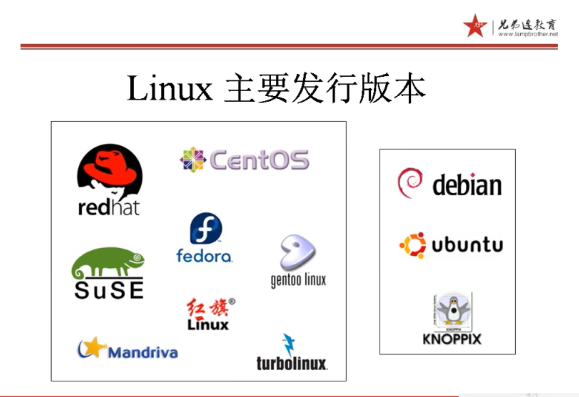 兄弟连教育
www.lampbrother.net
Linux 主要发行版本
redhat
CentOS
fedora
SuSE
gentoo linux
红旗®
Linux
Mandriva
turbolinux
debian
ubuntu
KNOPPIX